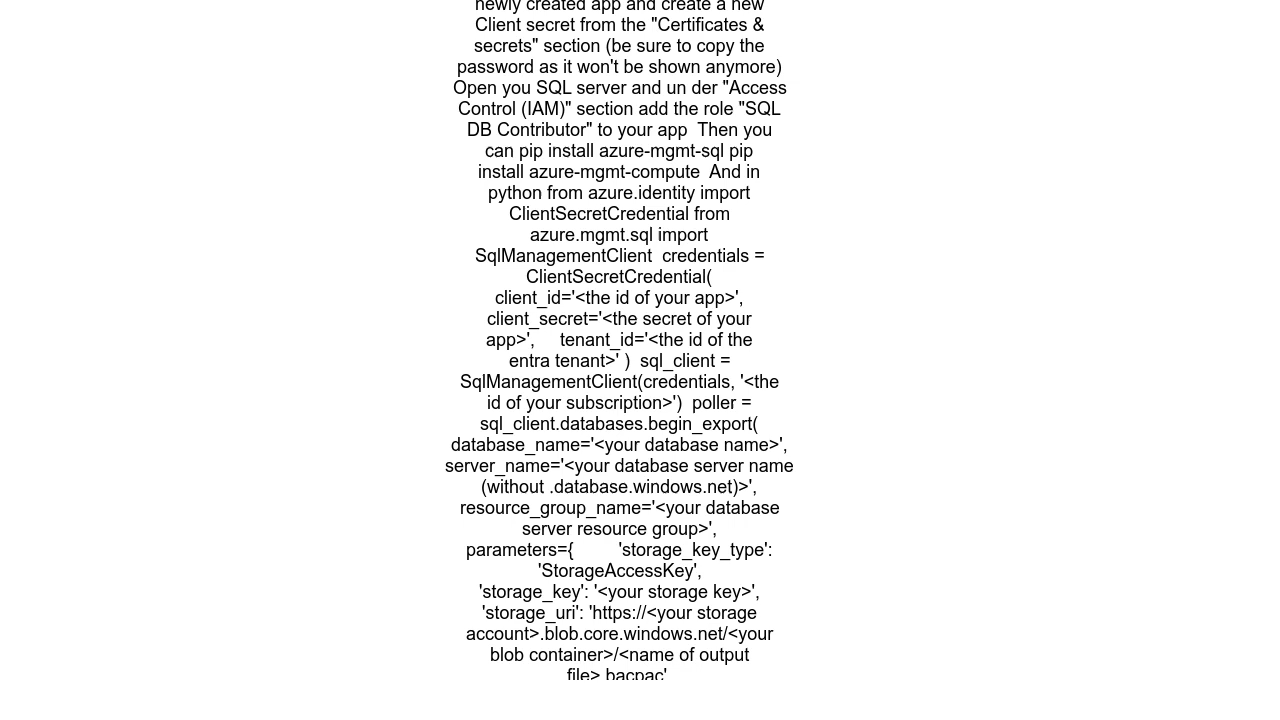 newly created app and create a new
Client secret from the "Certificates &
secrets" section (be sure to copy the
password as it won't be shown anymore)
Open you SQL server and un der "Access
Control (IAM)" section add the role "SQL
DB Contributor" to your app  Then you
can pip install azure-mgmt-sql pip
install azure-mgmt-compute  And in
python from azure.identity import
ClientSecretCredential from
azure.mgmt.sql import
SqlManagementClient  credentials =
ClientSecretCredential(
client_id='<the id of your app>',
client_secret='<the secret of your
app>',     tenant_id='<the id of the
entra tenant>' )  sql_client =
SqlManagementClient(credentials, '<the
id of your subscription>')  poller =
sql_client.databases.begin_export(
database_name='<your database name>',
server_name='<your database server name
(without .database.windows.net)>',
resource_group_name='<your database
server resource group>',
parameters={         'storage_key_type':
'StorageAccessKey',
'storage_key': '<your storage key>',
'storage_uri': 'https://<your storage
account>.blob.core.windows.net/<your
blob container>/<name of output
file>.bacpac'